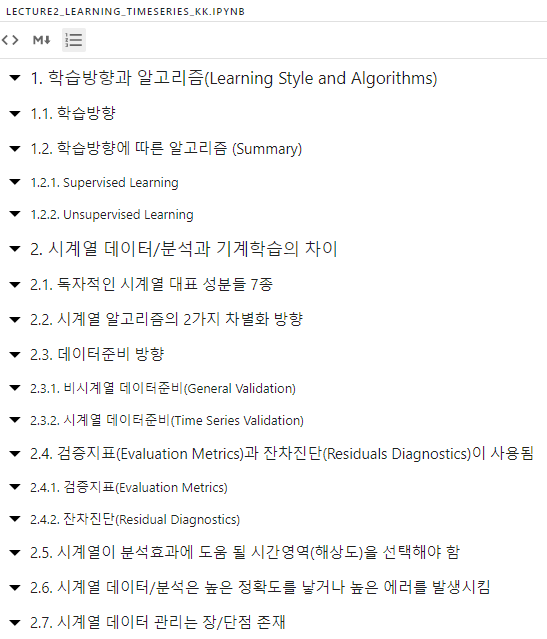 LECTURE2_LEARNING_TIMESERIES_KK.IPYNB
<> M↓
1. 학습방향과 알고리즘(Learning Style and Algorithms)
1.1. 학습방향
1.2. 학습방향에 따른 알고리즘 (Summary)
1.2.1. Supervised Learning
1.2.2. Unsupervised Learning
2. 시계열 데이터/분석과 기계학습의 차이
2.1. 독자적인 시계열 대표 성분들 7종
2.2. 시계열 알고리즘의 2가지 차별화 방향
2.3. 데이터준비 방향
2.3.1. 비시계열 데이터준비(General Validation)
2.3.2. 시계열 데이터준비(Time Series Validation)
2.4. 검증지표(Evaluation Metrics)과 잔차진단(Residuals Diagnostics)이 사용됨
2.4.1. 검증지표(Evaluation Metrics)
2.4.2. 잔차진단(Residual Diagnostics)
2.5. 시계열이 분석효과에 도움 될 시간영역(해상도)을 선택해야 함
2.6. 시계열 데이터/분석은 높은 정확도를 낳거나 높은 에러를 발생시킴
2.7. 시계열 데이터 관리는 장/단점 존재